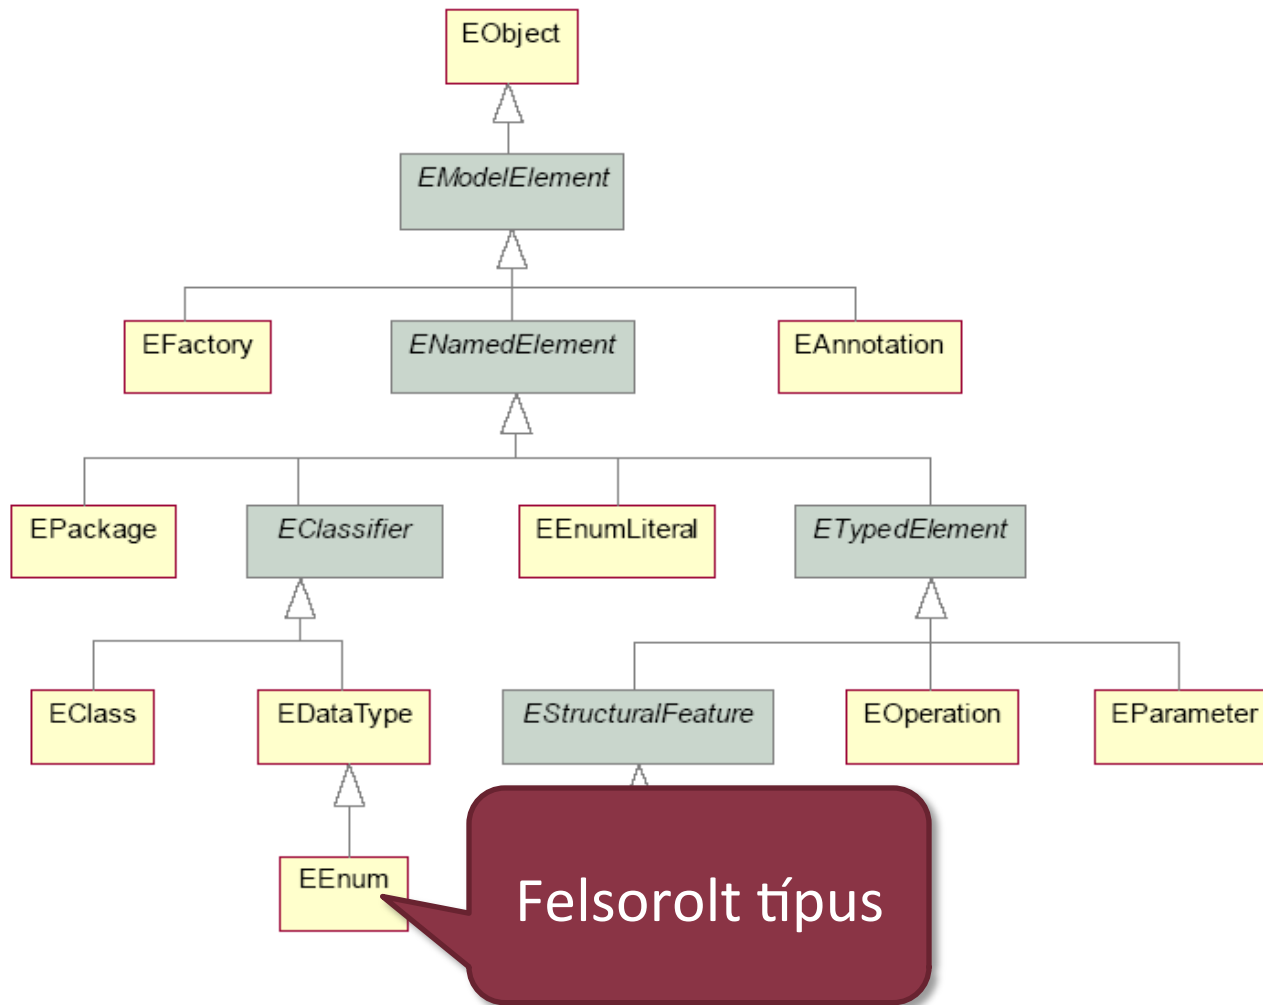 EObject
EModelElement
EFactory
ENamedElement
EAnnotation
EPackage
EClassifier
EEnumLiteral
ETypedElement
EClass
EDataType
EStructuralFeature
EOperation
EParameter
EEnum
Felsorolt típus